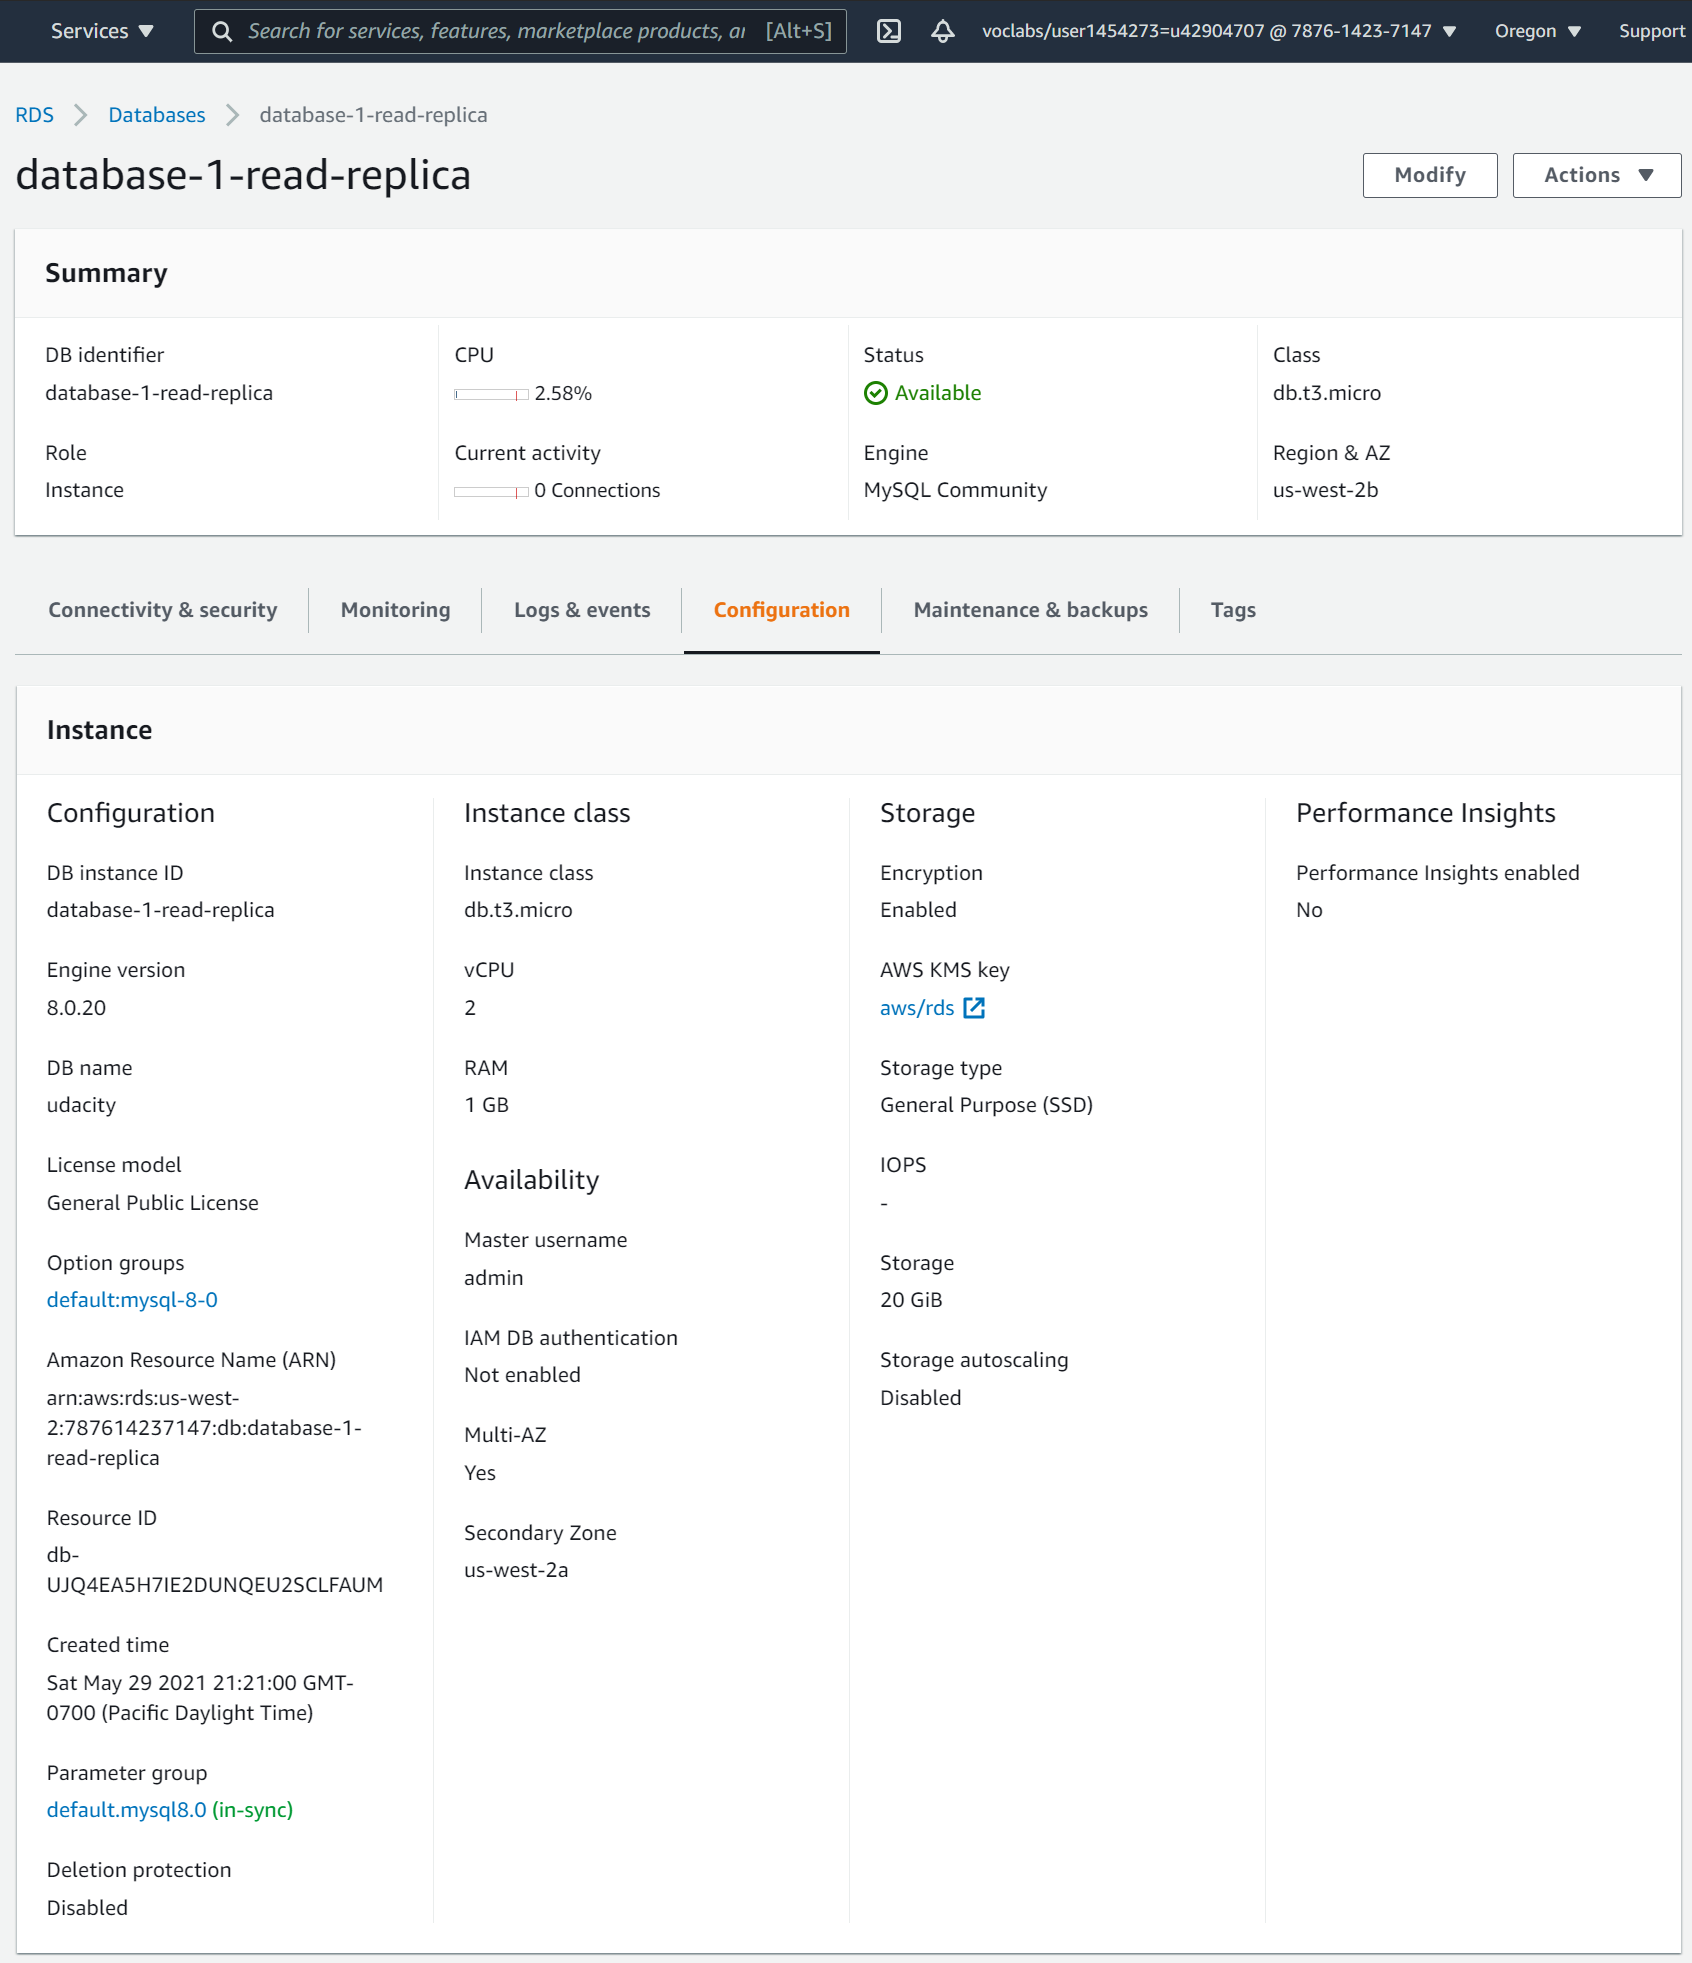 Services
Search for services, features, marketplace products, ar [Alt+S]
voclabs/user1454273=u42904707 @ 7876-1423-7147
Oregon
Support
RDS
Databases
database-1-read-replica
database-1-read-replica
Modify
Actions
Summary
DB identifier
database-1-read-replica
CPU
2.58%
Status
Available
Class
db.t3.micro
Role
Instance
Current activity
0 Connections
Engine
MySQL Community
Region & AZ
us-west-2b
Connectivity & security
Monitoring
Logs & events
Configuration
Maintenance & backups
Tags
Instance
Configuration
DB instance ID
database-1-read-replica
Engine version
8.0.20
DB name
udacity
License model
General Public License
Option groups
default:mysql-8-0
Amazon Resource Name (ARN)
arn:aws:rds:us-west-
2:787614237147:db:database-1-
read-replica
Resource ID
db-
UJQ4EA5H7IE2DUNQEU2SCLFAUM
Created time
Sat May 29 2021 21:21:00 GMT-
0700 (Pacific Daylight Time)
Parameter group
default.mysql8.0 (in-sync)
Deletion protection
Disabled
Instance class
Instance class
db.t3.micro
vCPU
2
RAM
1 GB
Availability
Master username
admin
IAM DB authentication
Not enabled
Multi-AZ
Yes
Secondary Zone
us-west-2a
Storage
Encryption
Enabled
AWS KMS key
aws/rds
Storage type
General Purpose (SSD)
IOPS
-
Storage
20 GiB
Storage autoscaling
Disabled
Performance Insights
Performance Insights enabled
No